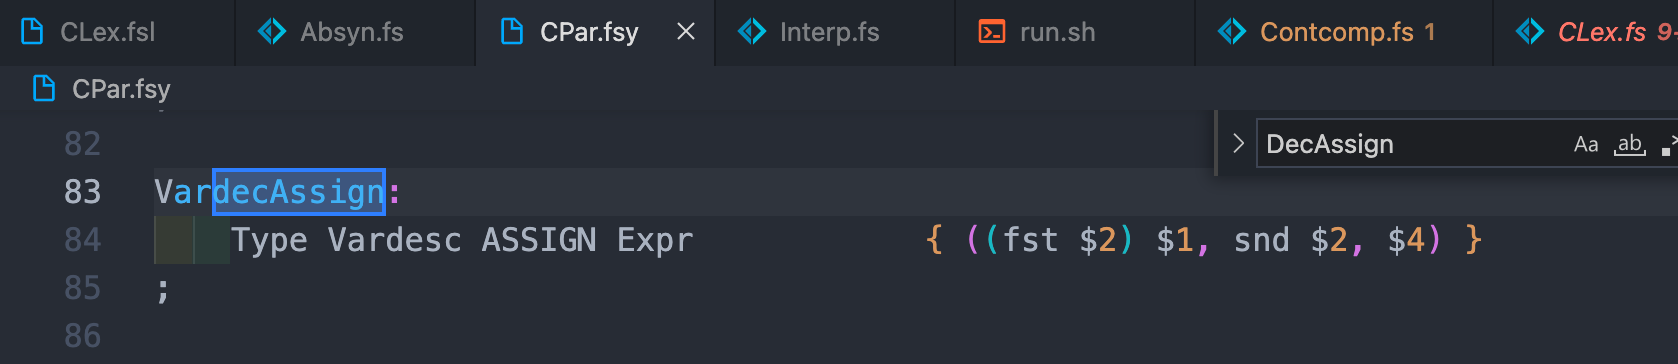 CLex.fsl Absyn.fs CPar.fsy Interp.fs run.sh Contcomp.fs 1 CLex.fs
CPar.fsy
DecAssign Aa ab
82
83 VardecAssign:
84 Type Vardesc ASSIGN Expr { ((fst $2) $1, snd $2, $4) }
85 ;
86